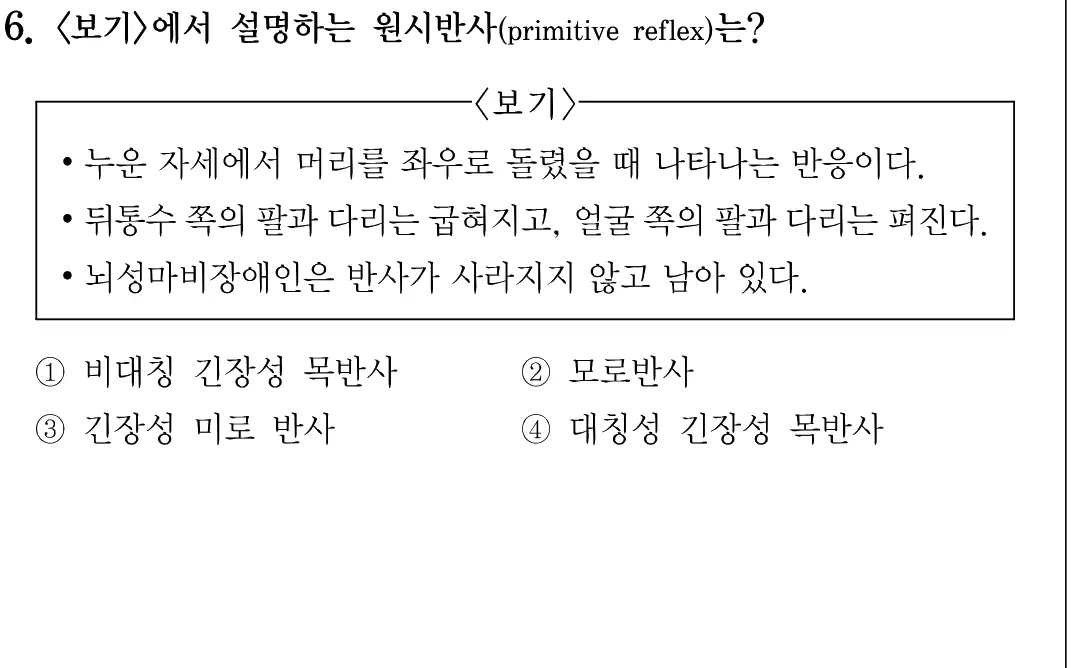 6. 〈보기〉에서 설명하는 원시반사(primitive reflex)는?
〈보기〉
• 누운 자세에서 머리를 좌우로 돌렸을 때 나타나는 반응이다.
• 뒤통수 쪽의 팔과 다리는 굽혀지고, 얼굴 쪽의 팔과 다리는 펴진다.
• 뇌성마비장애인은 반사가 사라지지 않고 남아 있다.
① 비대칭 긴장성 목반사 ② 모로반사
③ 긴장성 미로 반사 ④ 대칭성 긴장성 목반사